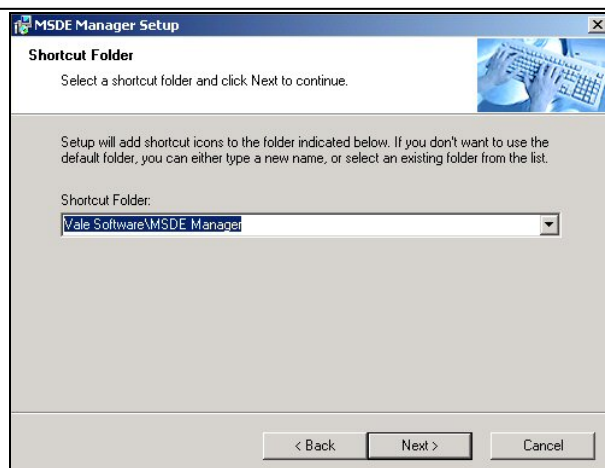 MSDE Manager Setup
Shortcut Folder
Select a shortcut folder and click Next to continue.
Setup will add shortcut icons to the folder indicated below. If you don't want to use the
default folder, you can either type a new name, or select an existing folder from the list.
Shortcut Folder:
Vale Software\MSDE Manager
< Back
Next >
Cancel